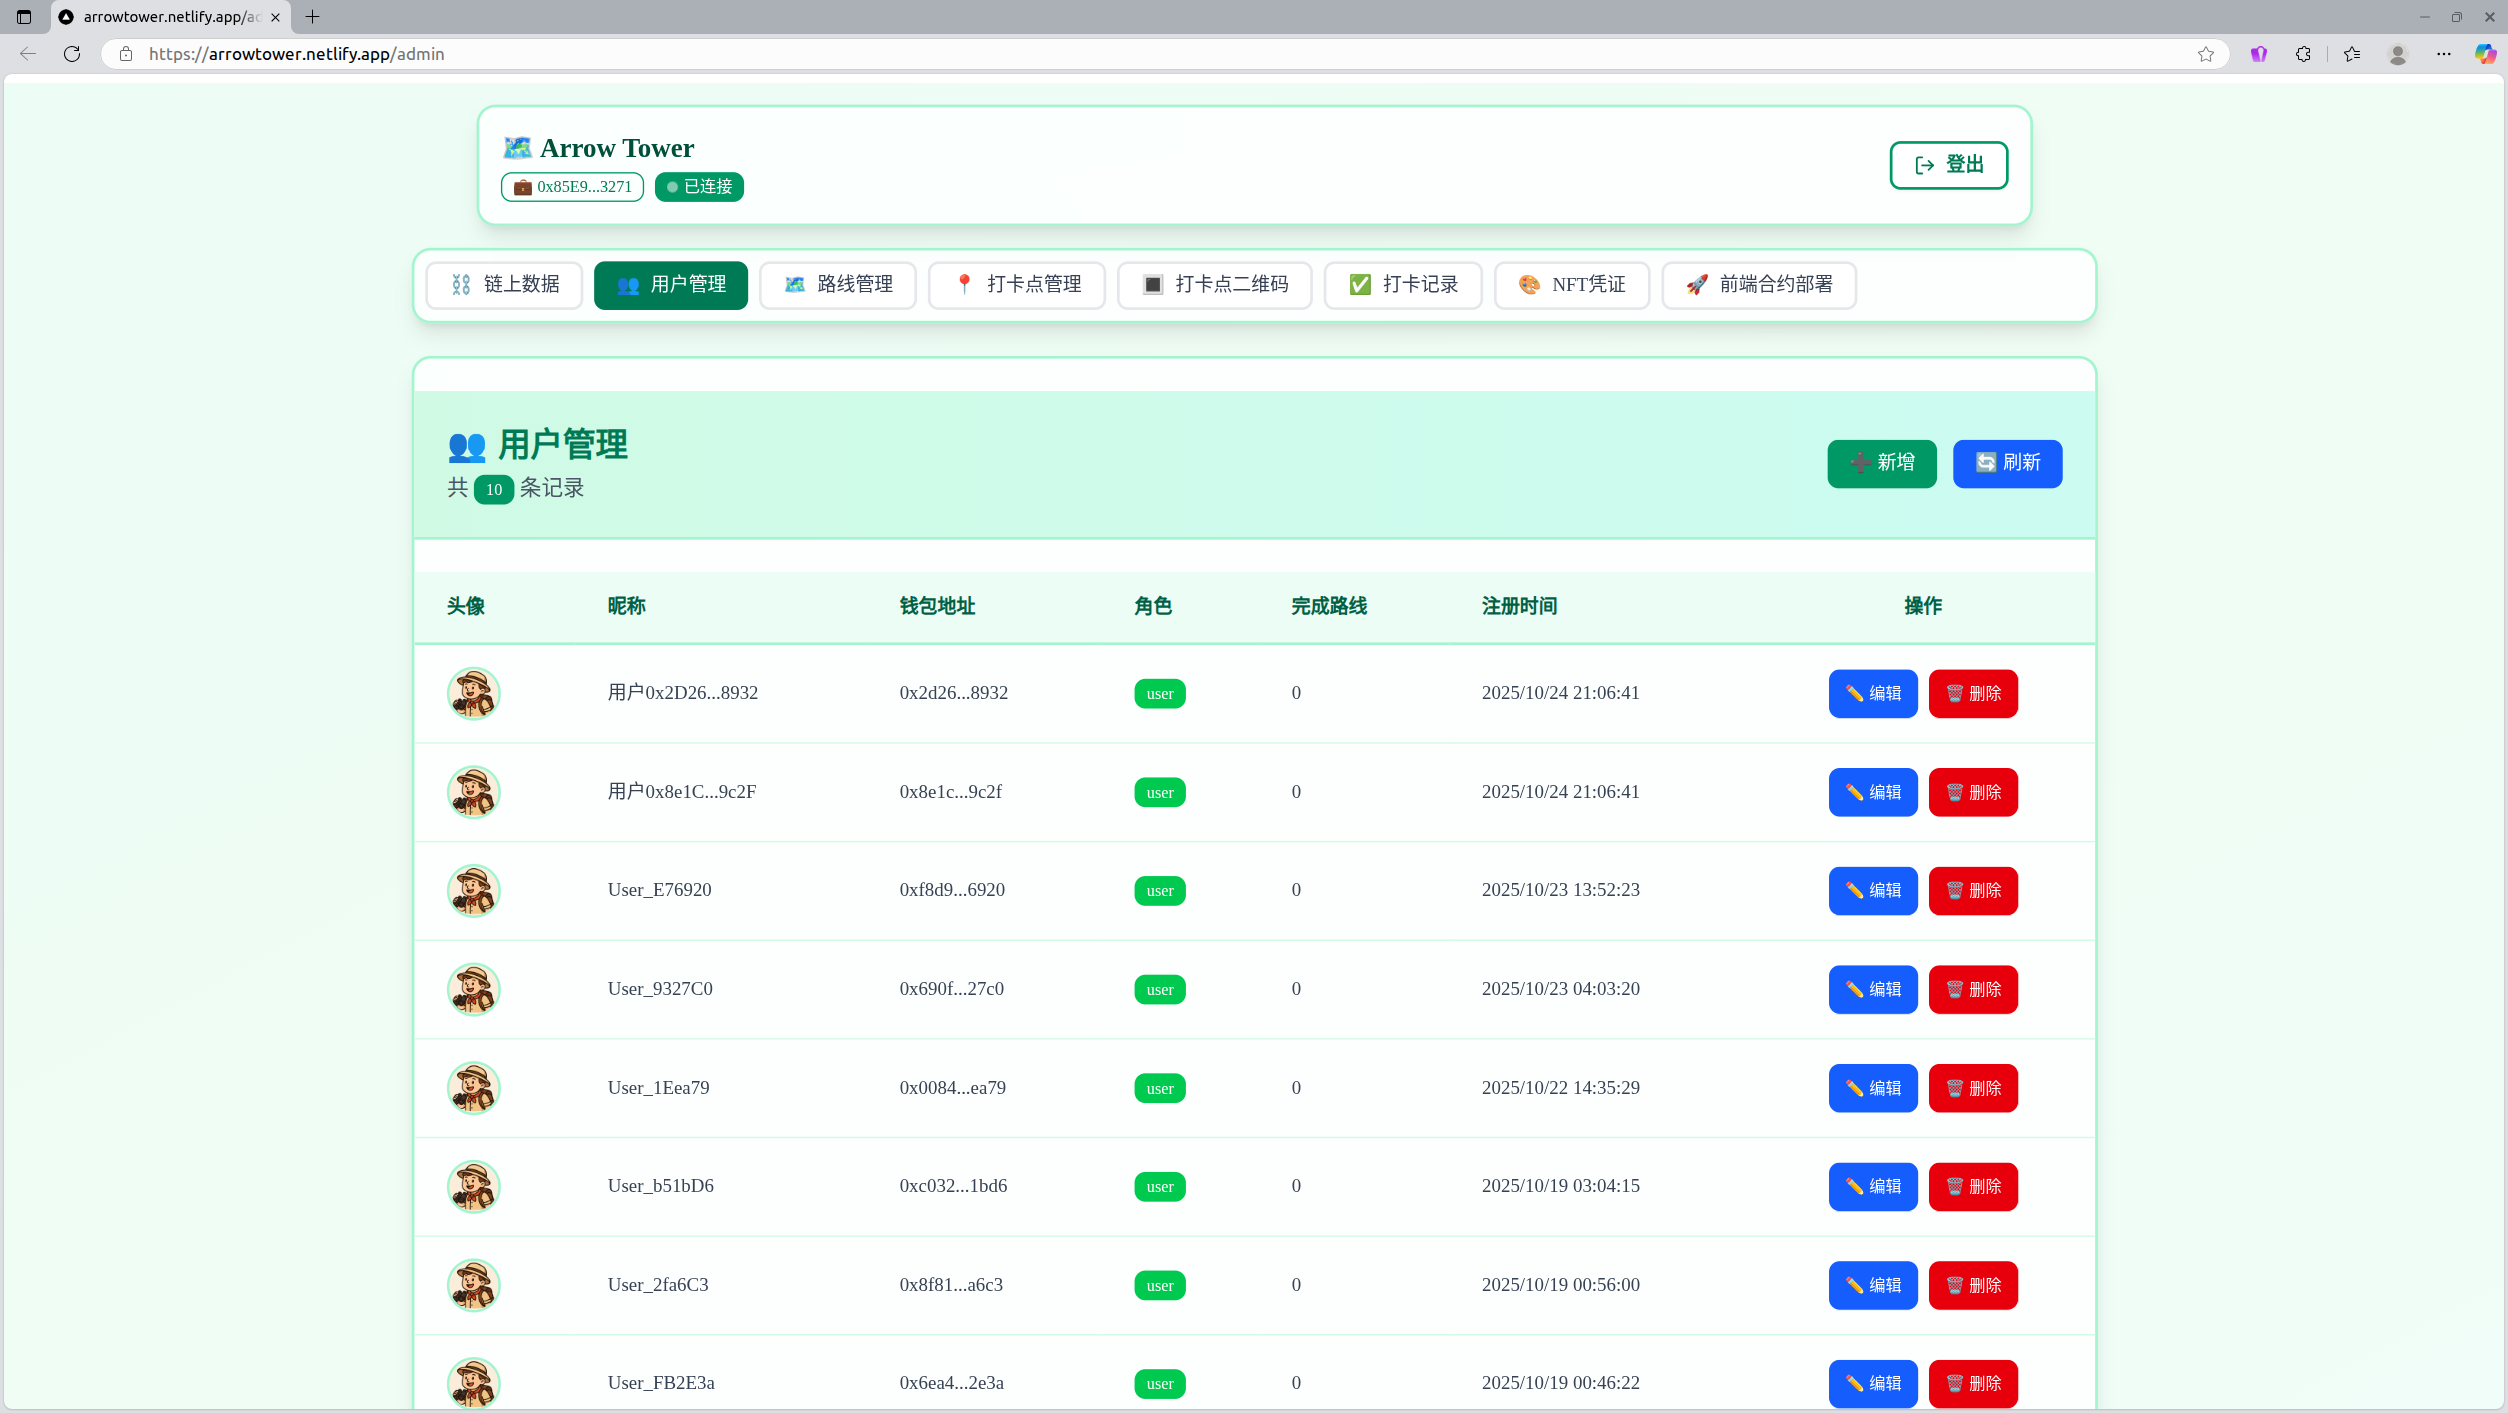 arrowtower.netlify.app/ad
https://arrowtower.netlify.app/admin
Arrow Tower
0x85E9...3271 已连接
登出
链上数据 用户管理 路线管理 打卡点管理 打卡点二维码 打卡记录 NFT凭证 前端合约部署
用户管理
共 10 条记录
新增 刷新
头像 昵称 钱包地址 角色 完成路线 注册时间 操作
用户0x2D26...8932 0x2d26...8932 user 0 2025/10/24 21:06:41 编辑 删除
用户0x8e1C...9c2F 0x8e1c...9c2f user 0 2025/10/24 21:06:41 编辑 删除
User_E76920 0xf8d9...6920 user 0 2025/10/23 13:52:23 编辑 删除
User_9327C0 0x690f...27c0 user 0 2025/10/23 04:03:20 编辑 删除
User_1Eea79 0x0084...ea79 user 0 2025/10/22 14:35:29 编辑 删除
User_b51bD6 0xc032...1bd6 user 0 2025/10/19 03:04:15 编辑 删除
User_2fa6C3 0x8f81...a6c3 user 0 2025/10/19 00:56:00 编辑 删除
User_FB2E3a 0x6ea4...2e3a user 0 2025/10/19 00:46:22 编辑 删除